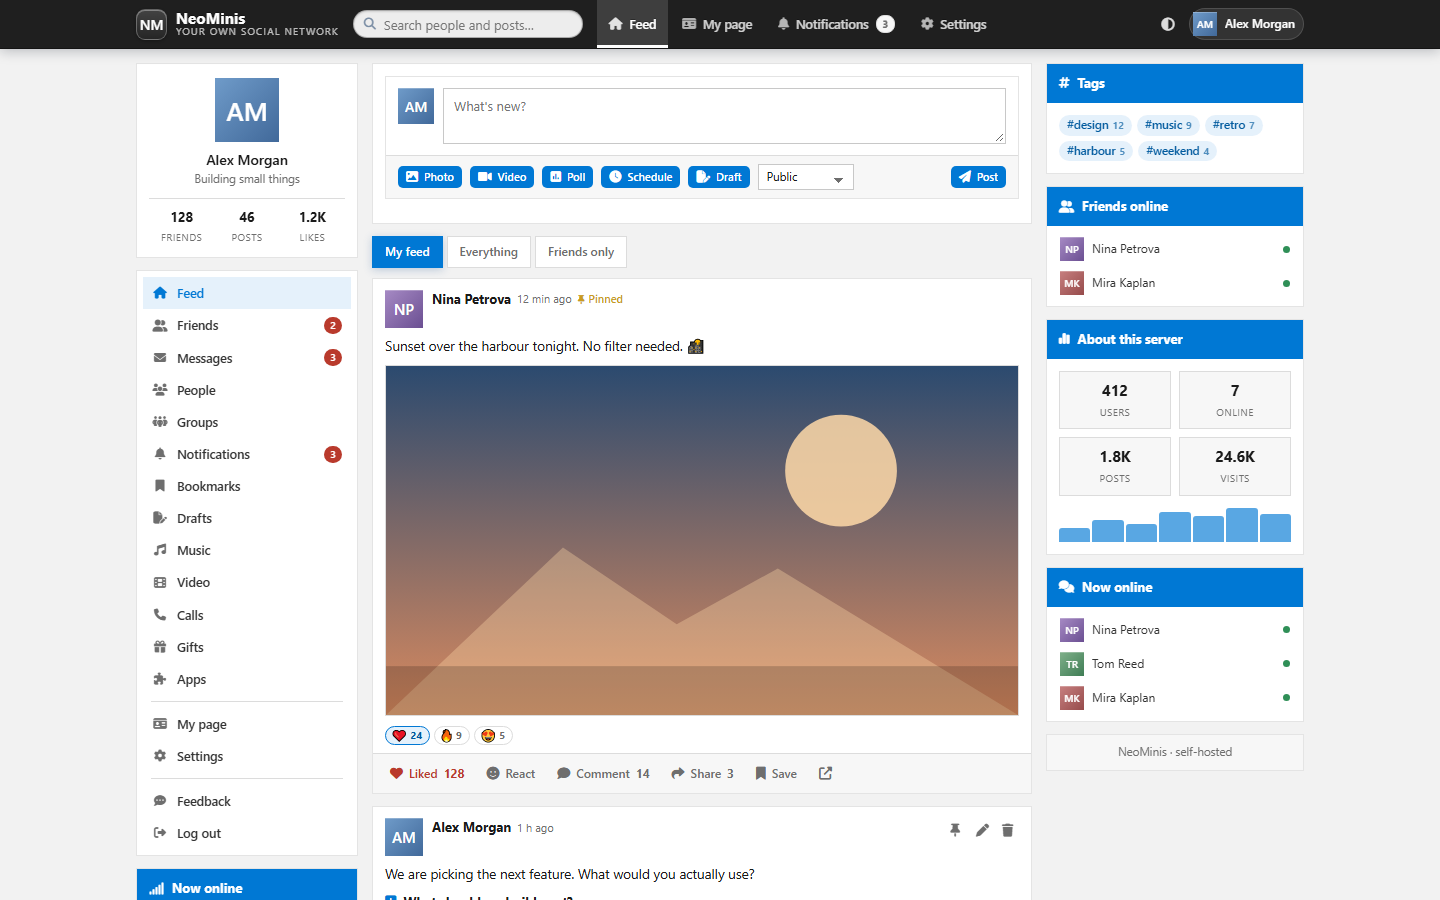 NM
NeoMinis
YOUR OWN SOCIAL NETWORK
Search people and posts...
Feed
My page
Notifications 3
Settings
AM Alex Morgan
AM
Alex Morgan
Building small things
128 46 1.2K
FRIENDS POSTS LIKES
Feed
Friends 2
Messages 3
People
Groups
Notifications 3
Bookmarks
Drafts
Music
Video
Calls
Gifts
Apps
My page
Settings
Feedback
Log out
Now online
AM What's new?
Photo Video Poll Schedule Draft Public Post
My feed Everything Friends only
NP Nina Petrova 12 min ago Pinned
Sunset over the harbour tonight. No filter needed.
24 9 5
Liked 128 React Comment 14 Share 3 Save
AM Alex Morgan 1 h ago
We are picking the next feature. What would you actually use?
# Tags
#design 12 #music 9 #retro 7
#harbour 5 #weekend 4
Friends online
NP Nina Petrova
MK Mira Kaplan
About this server
412 7
USERS ONLINE
1.8K 24.6K
POSTS VISITS
Now online
NP Nina Petrova
TR Tom Reed
MK Mira Kaplan
NeoMinis · self-hosted